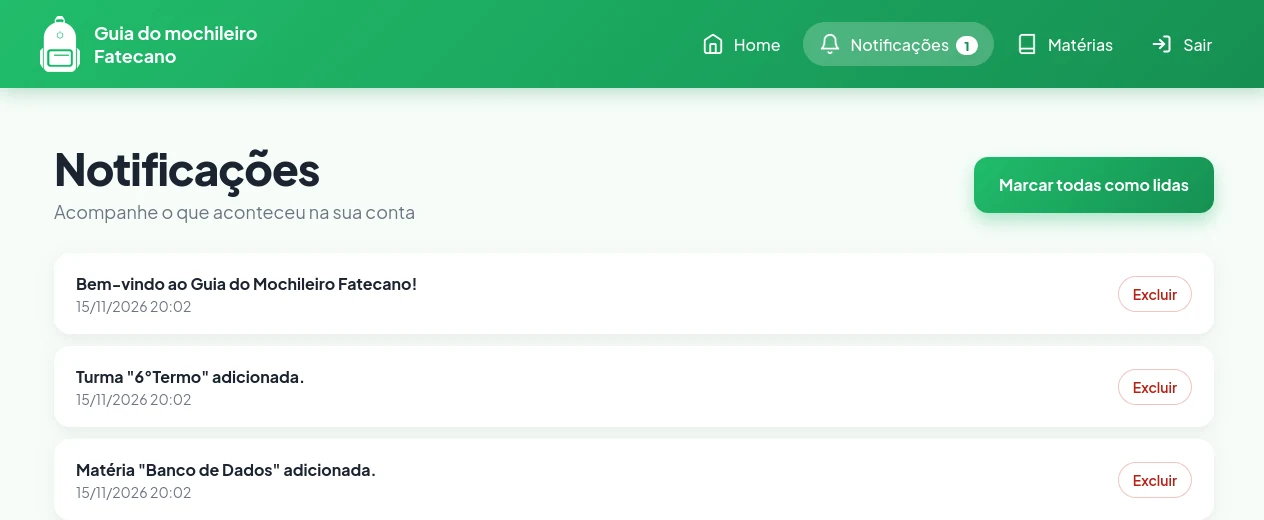 Guia do mochileiro
Fatecano
Home
Notificações 1
Matérias
Sair
Notificações
Acompanhe o que aconteceu na sua conta
Marcar todas como lidas
Bem-vindo ao Guia do Mochileiro Fatecano!
15/11/2026 20:02
Excluir
Turma "6°Termo" adicionada.
15/11/2026 20:02
Excluir
Matéria "Banco de Dados" adicionada.
15/11/2026 20:02
Excluir